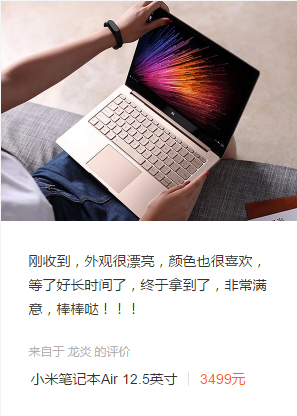 刚收到，外观很漂亮，颜色也很喜欢，
等了好长时间了，终于拿到了，非常满
意，棒棒哒！！！
来自于 龙炎 的评价
小米笔记本Air 12.5英寸 | 3499元